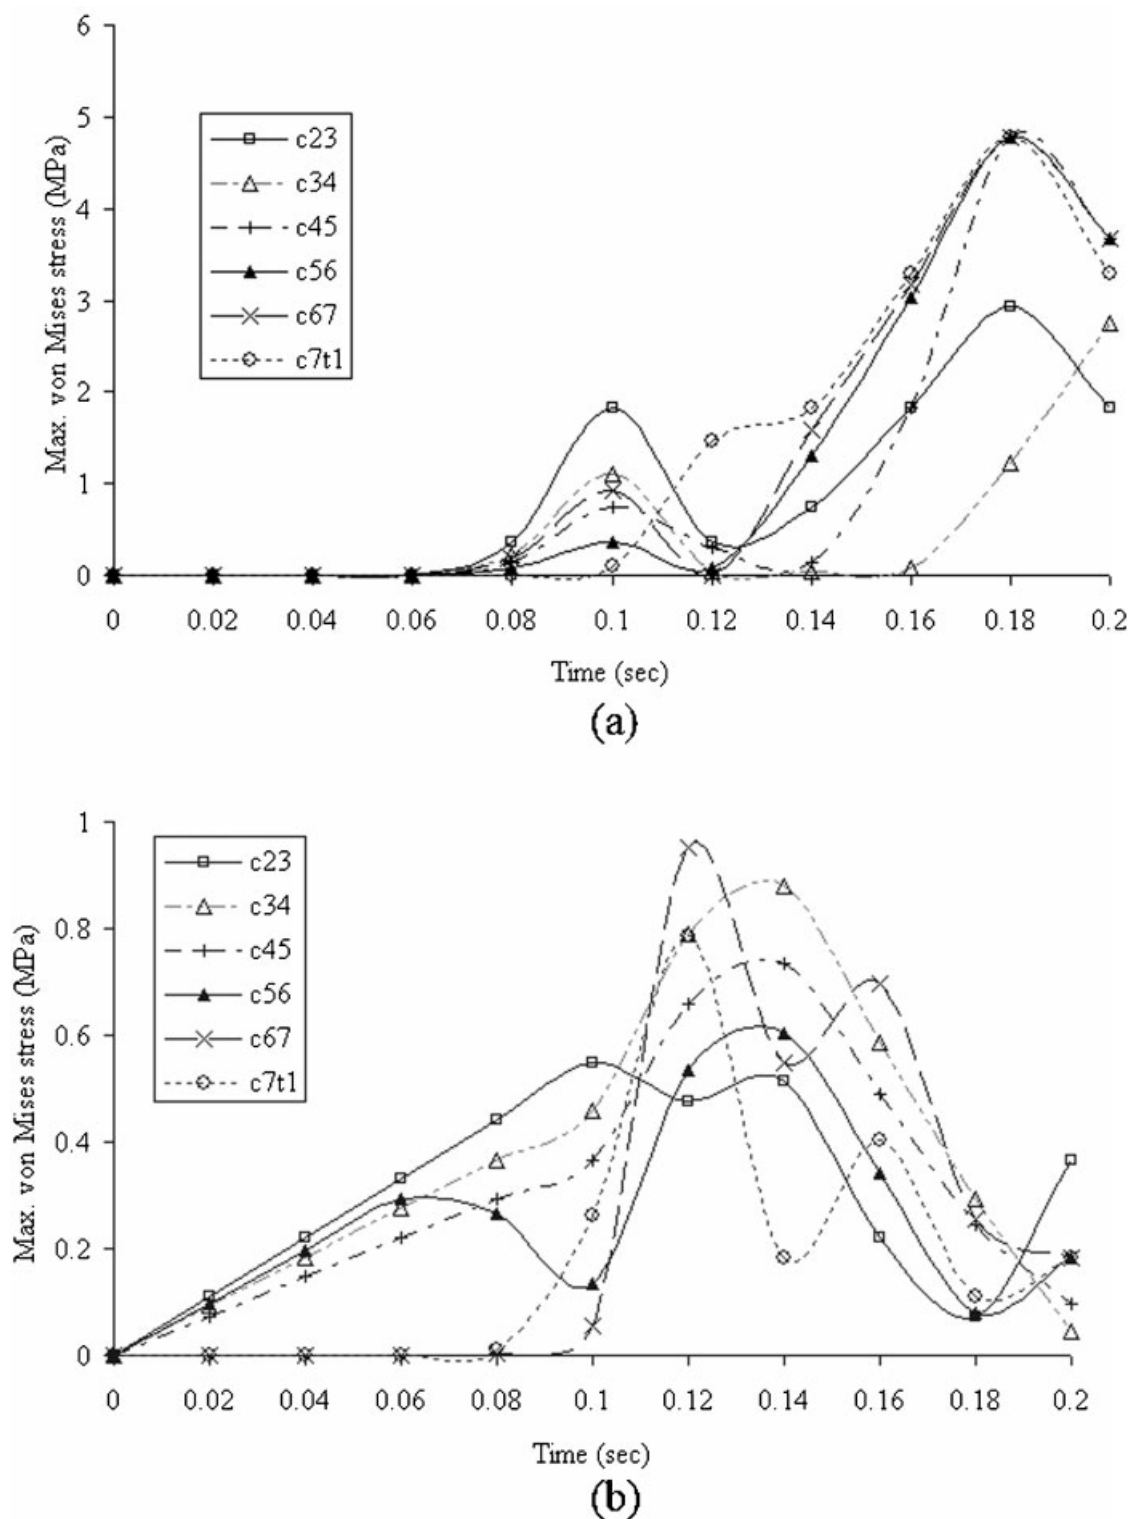 6
5
4
3
2
1
0
Max. von Mises stress (MPa)
c23
c34
c45
c56
c67
c7t1
0 0.02 0.04 0.06 0.08 0.1 0.12 0.14 0.16 0.18 0.2
Time (sec)
(a)
1
0.8
0.6
0.4
0.2
0
Max. von Mises stress (MPa)
c23
c34
c45
c56
c67
c7t1
0 0.02 0.04 0.06 0.08 0.1 0.12 0.14 0.16 0.18 0.2
Time (sec)
(b)